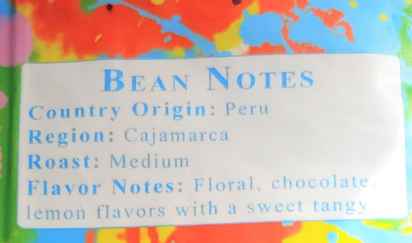 BEAN NOTES
Country Origin: Peru
Region: Cajamarca
Roast: Medium
Flavor Notes: Floral, chocolate,
lemon flavors with a sweet tangy